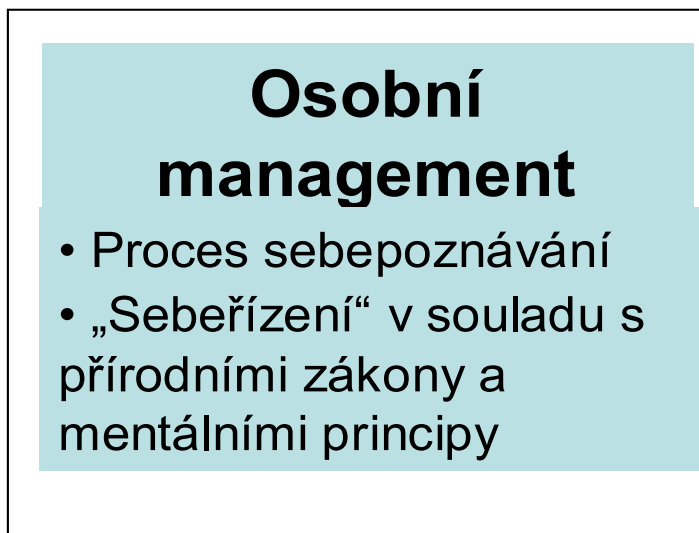 Osobní
management
• Proces sebepoznávání
• „Sebeřízení“ v souladu s
přírodními zákony a
mentálními principy